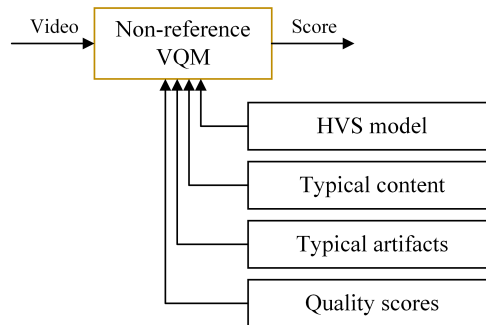 Video
Non-reference
VQM
Score
HVS model
Typical content
Typical artifacts
Quality scores